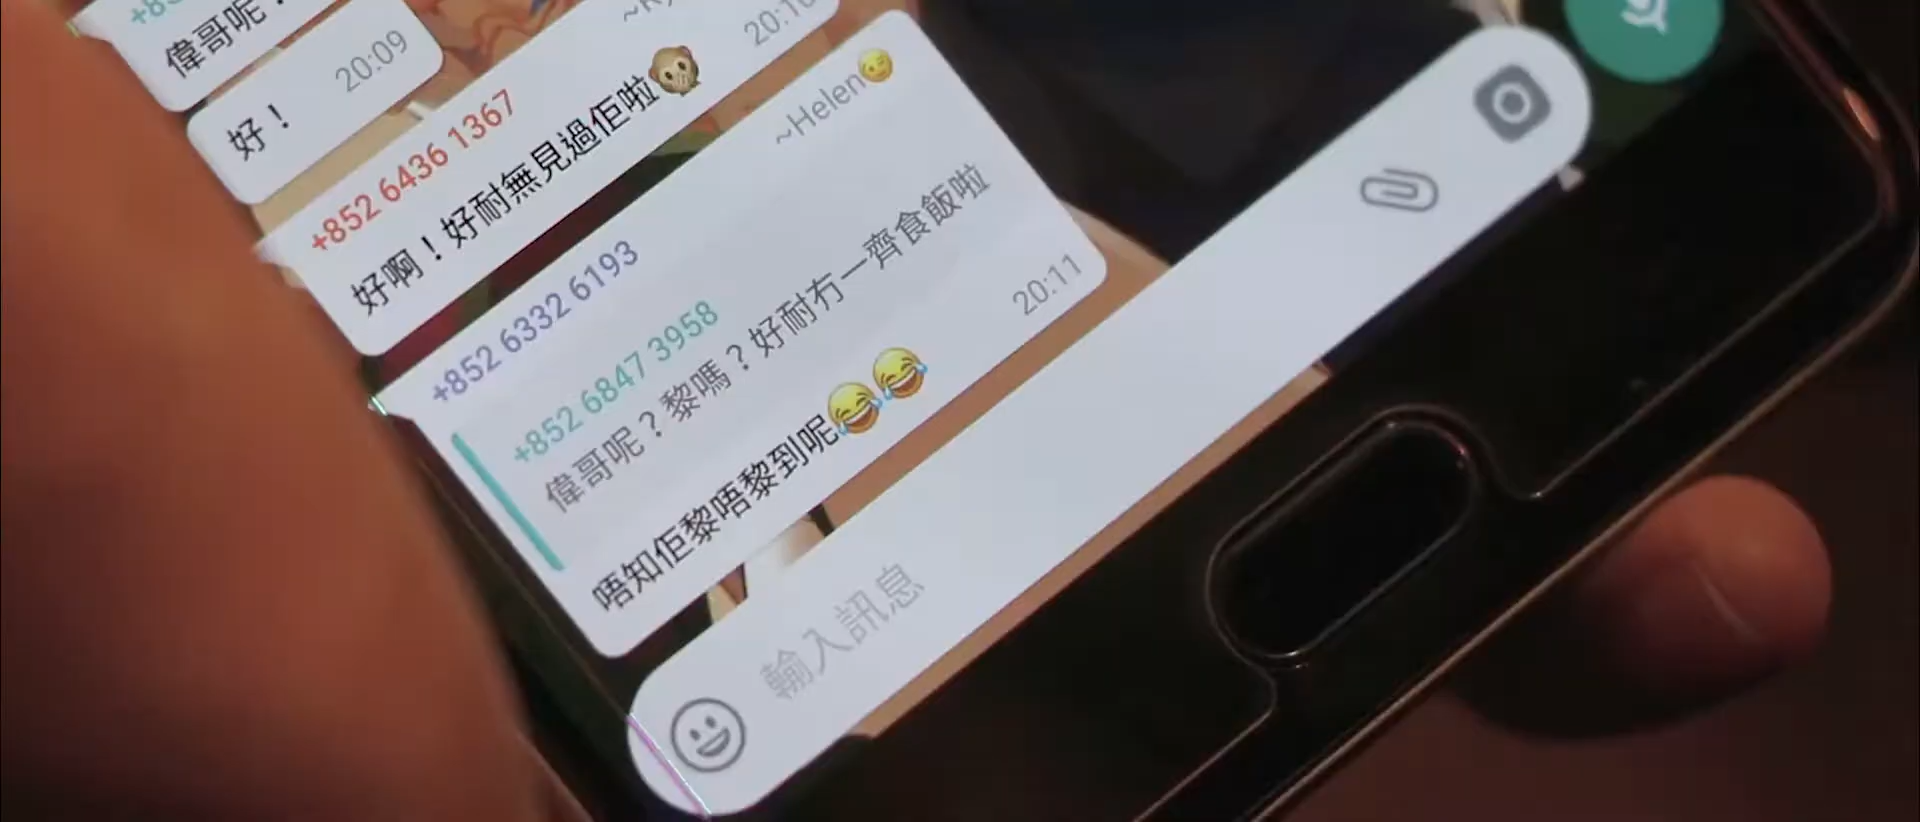 偉哥呢
好！ 20:09
+852 6436 1367
好啊！好耐無見過佢啦🙊
+852 6332 6193 ~Helen😉
+852 6847 3958
偉哥呢？黎嗎？好耐冇一齊食飯啦
唔知佢黎唔黎到呢😂😂 20:11
輸入訊息